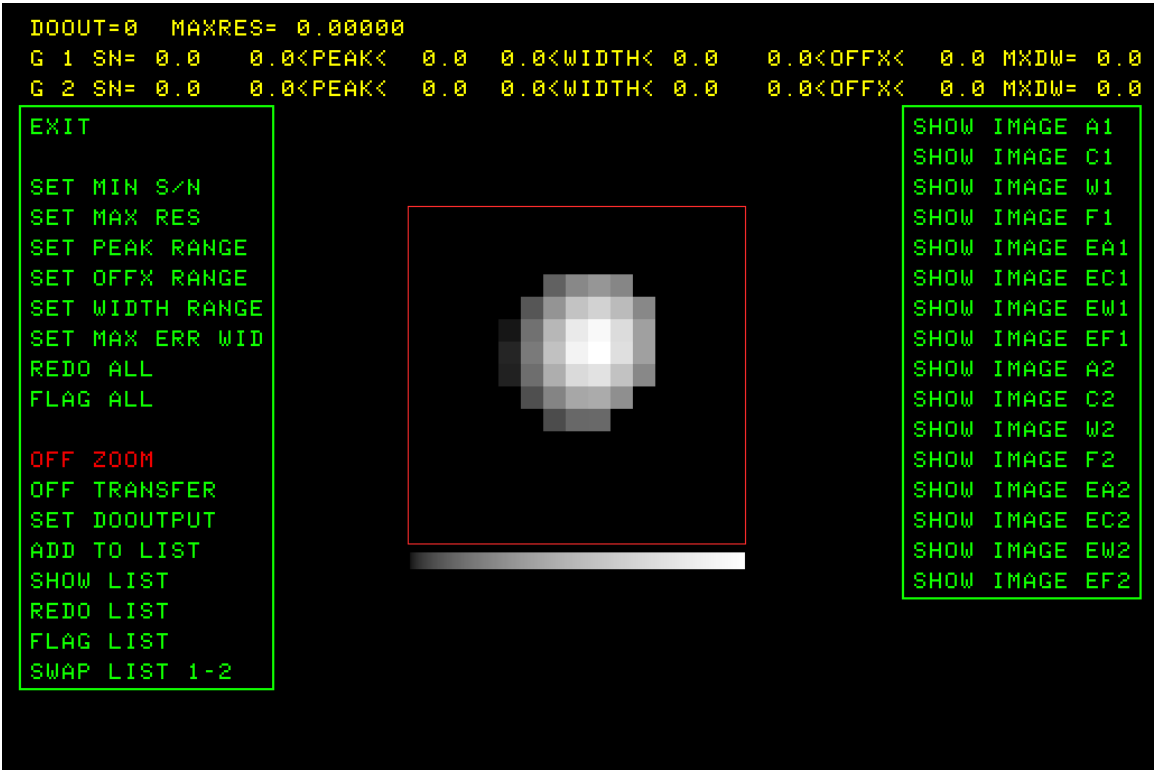 DOOUT=0 MAXRES= 0.00000
G 1 SN= 0.0 0.0<PEAK< 0.0 0.0<WIDTH< 0.0 0.0<OFFX< 0.0 MXDW= 0.0
G 2 SN= 0.0 0.0<PEAK< 0.0 0.0<WIDTH< 0.0 0.0<OFFX< 0.0 MXDW= 0.0
EXIT
SET MIN S/N
SET MAX RES
SET PEAK RANGE
SET OFFX RANGE
SET WIDTH RANGE
SET MAX ERR WID
REDO ALL
FLAG ALL
OFF ZOOM
OFF TRANSFER
SET DOOUTPUT
ADD TO LIST
SHOW LIST
REDO LIST
FLAG LIST
SWAP LIST 1-2
SHOW IMAGE A1
SHOW IMAGE C1
SHOW IMAGE W1
SHOW IMAGE F1
SHOW IMAGE EA1
SHOW IMAGE EC1
SHOW IMAGE EW1
SHOW IMAGE EF1
SHOW IMAGE A2
SHOW IMAGE C2
SHOW IMAGE W2
SHOW IMAGE F2
SHOW IMAGE EA2
SHOW IMAGE EC2
SHOW IMAGE EW2
SHOW IMAGE EF2